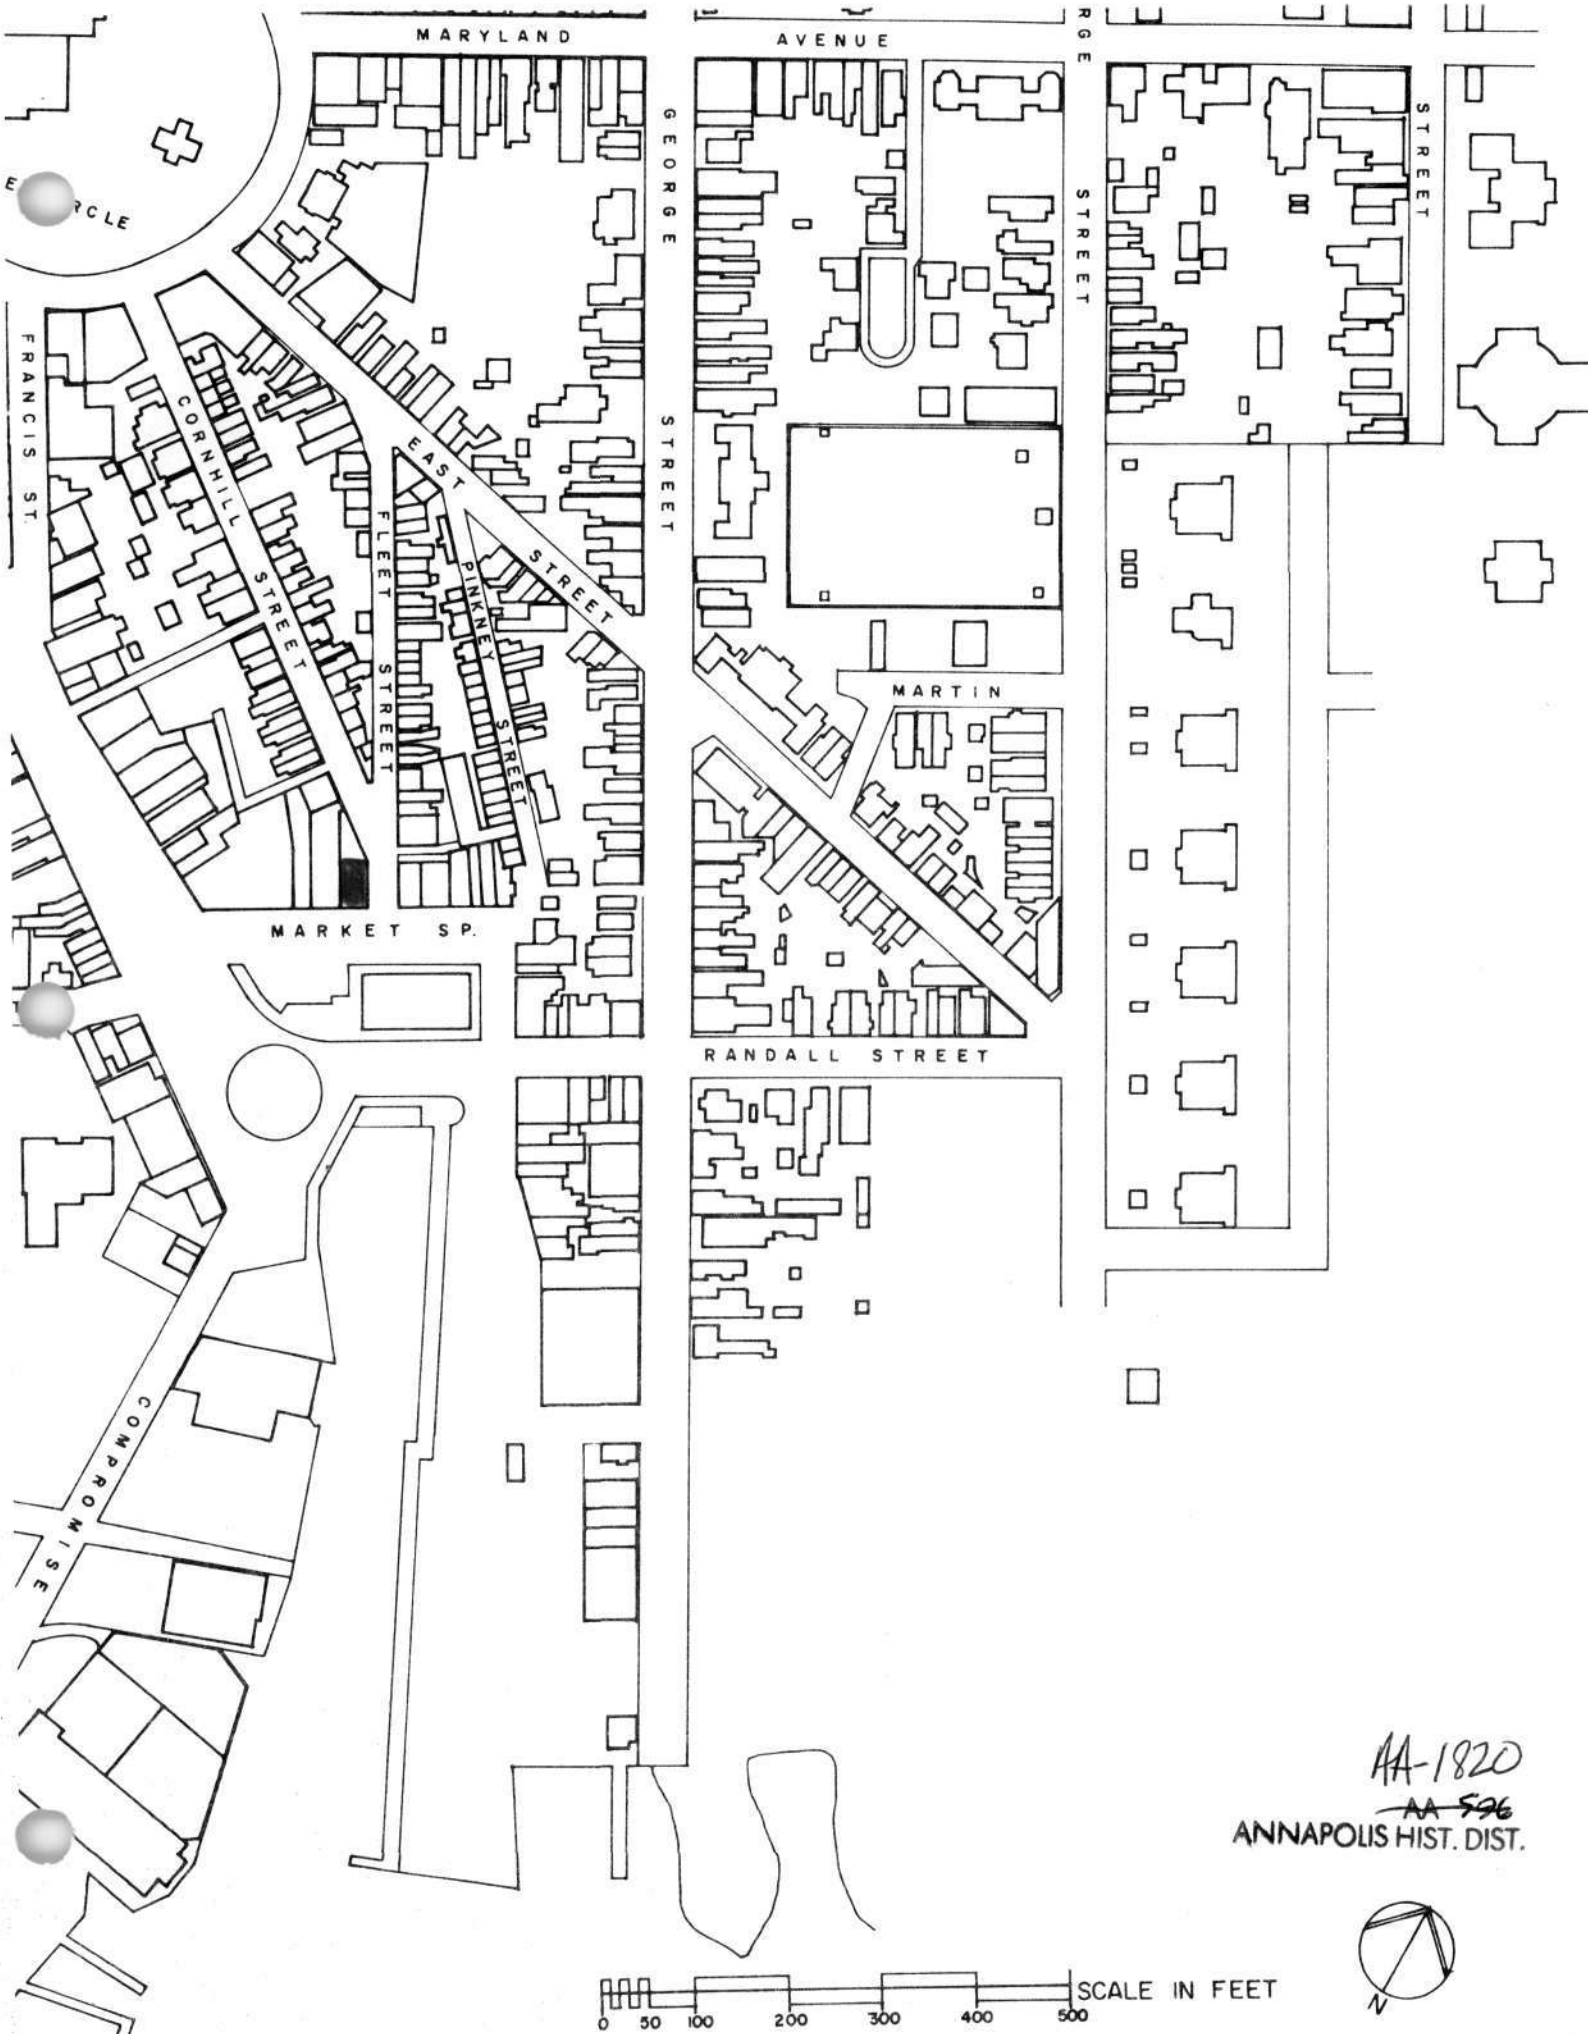 MARYLAND AVENUE
RGE STREET
STREET
E RCLE
GEORGE STREET
FRANCIS ST.
CORNHILL STREET
EAST STREET
FLEET STREET
PINKNEY STREET
MARTIN
MARKET SP.
RANDALL STREET
COMPROMISE
AA-1820
AA 596
ANNAPOLIS HIST. DIST.
N
SCALE IN FEET
0 50 100 200 300 400 500